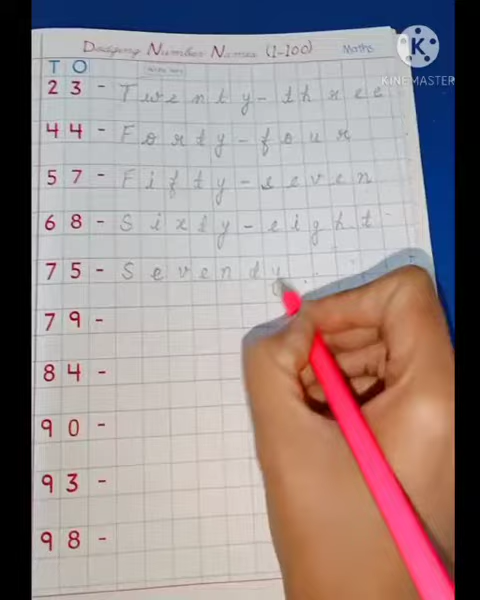 Dodging Number Names (1-100) Maths
K
KINEMASTER
T O
23 - Twenty-three
44 - Forty-four
57 - Fifty-seven
68 - Sixty-eight
75 - Seventy
79 -
84 -
90 -
93 -
98 -